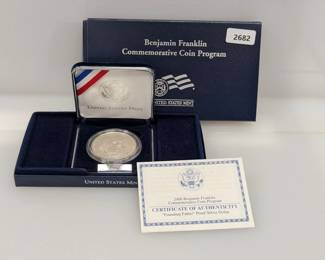 Benjamin Franklin
Commemorative Coin Program
2682
UNITED STATES MINT
UNITED STATES MINT
UNITED STATES MIN
2006 Benjamin Franklin
Commemorative Coin Program
CERTIFICATE OF AUTHENTICITY
"Founding Father" Proof Silver Dollar